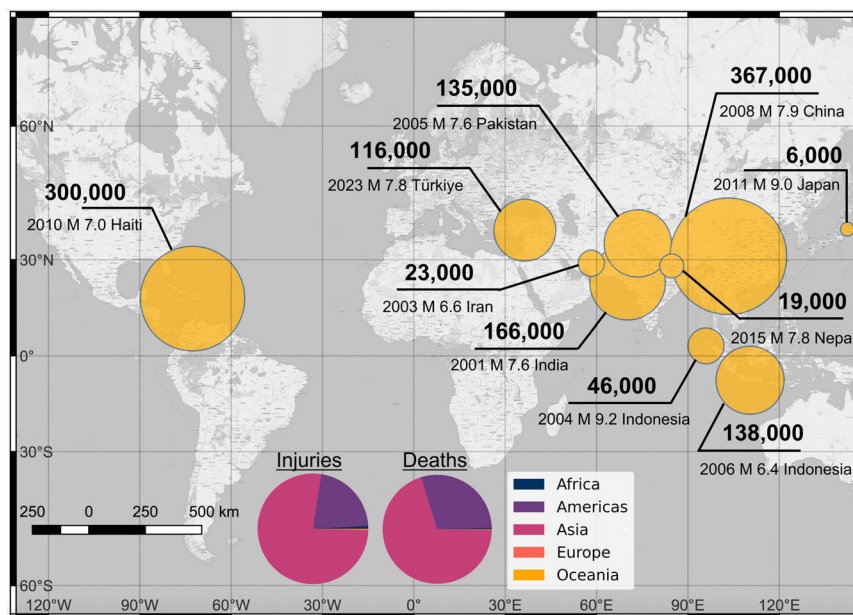 135,000
2005 M 7.6 Pakistan
367,000
2008 M 7.9 China
116,000
2023 M 7.8 Türkiye
6,000
2011 M 9.0 Japan
300,000
2010 M 7.0 Haiti
23,000
2003 M 6.6 Iran
19,000
2015 M 7.8 Nepa
166,000
2001 M 7.6 India
46,000
2004 M 9.2 Indonesia
138,000
2006 M 6.4 Indonesia
Injuries
Deaths
Africa
Americas
Asia
Europe
Oceania
250 0 250 500 km
60°N
30°N
0°
30°S
60°S
120°W 90°W 60°W 30°W 0° 30°E 60°E 90°E 120°E